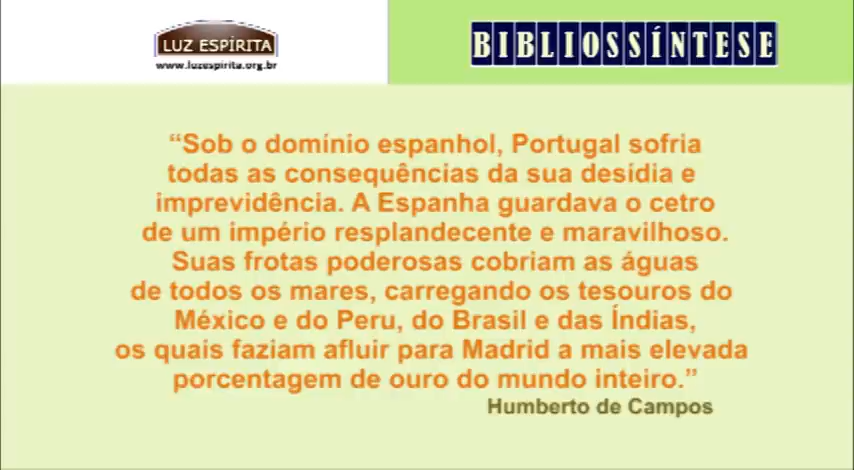 LUZ ESPÍRITA
www.luzespirita.org.br
BIBLIOSSÍNTESE
“Sob o domínio espanhol, Portugal sofria
todas as consequências da sua desídia e
imprevidência. A Espanha guardava o cetro
de um império resplandecente e maravilhoso.
Suas frotas poderosas cobriam as águas
de todos os mares, carregando os tesouros do
México e do Peru, do Brasil e das Índias,
os quais faziam afluir para Madrid a mais elevada
porcentagem de ouro do mundo inteiro.”
Humberto de Campos